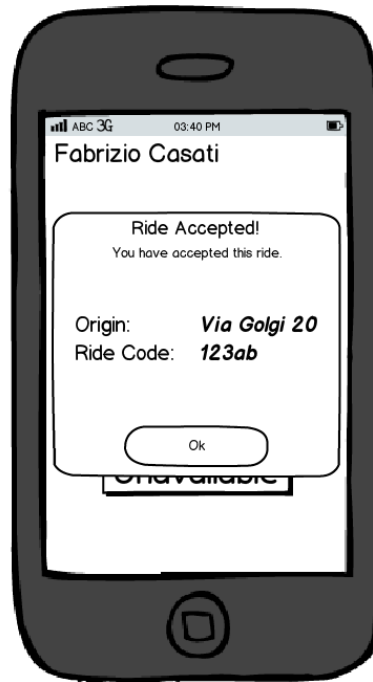 ABC 3G 03:40 PM
Fabrizio Casati
Ride Accepted!
You have accepted this ride.
Origin: Via Golgi 20
Ride Code: 123ab
Ok
Unavailable